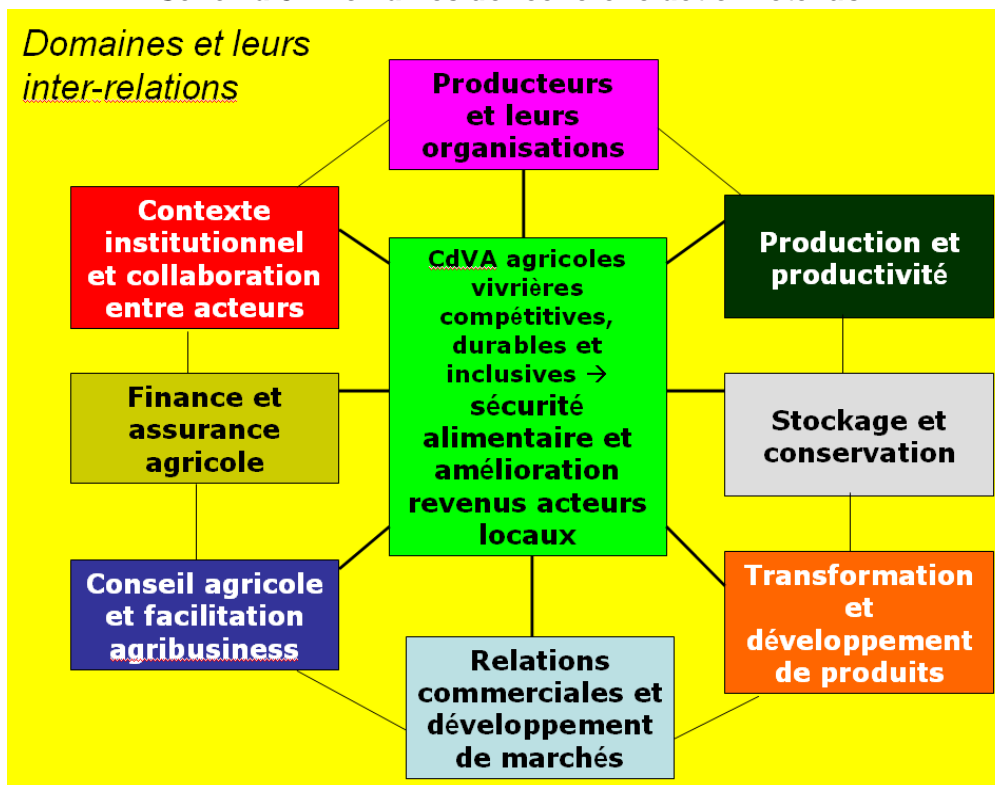 Domaines et leurs
inter-relations
Producteurs
et leurs
organisations
Contexte
institutionnel
et collaboration
entre acteurs
Production et
productivité
CdVA agricoles
vivrières
compétitives,
durables et
inclusives →
sécurité
alimentaire et
amélioration
revenus acteurs
locaux
Finance et
assurance
agricole
Stockage et
conservation
Conseil agricole
et facilitation
agribusiness
Transformation
et
développement
de produits
Relations
commerciales et
développement
de marchés